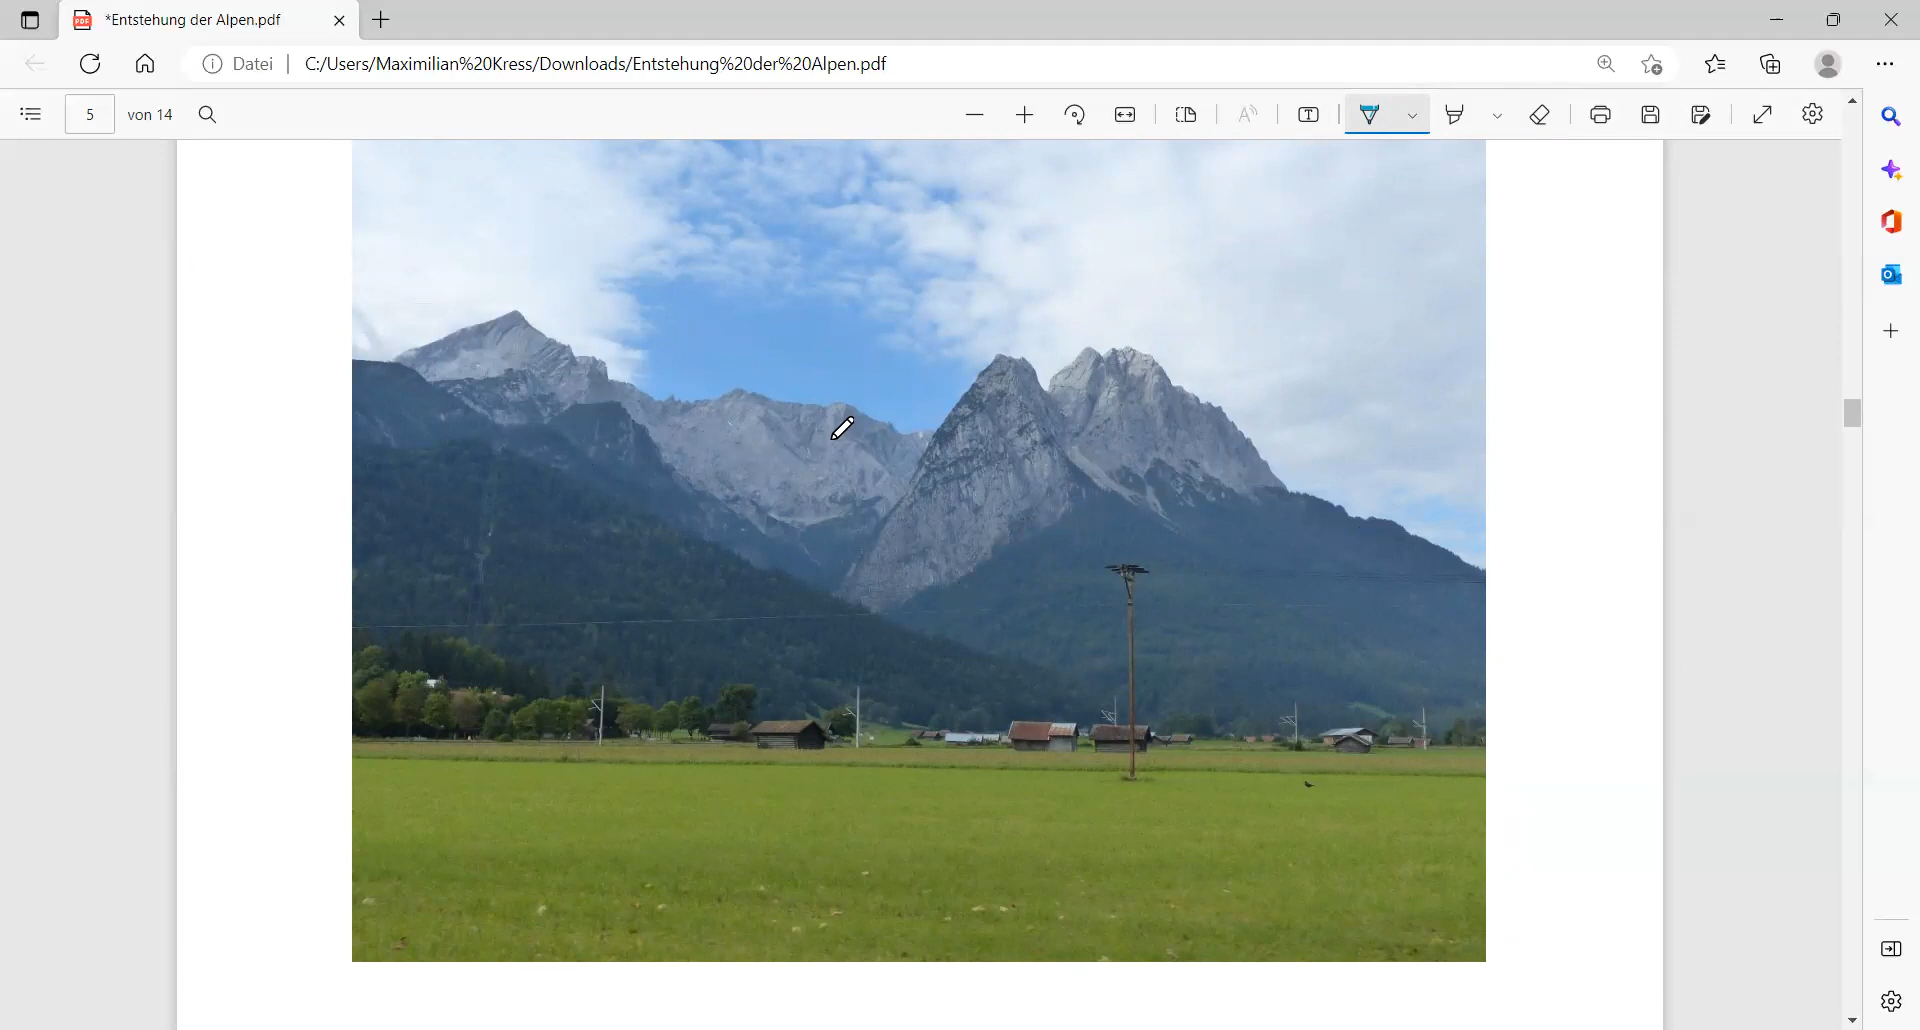 *Entstehung der Alpen.pdf
Datei
C:/Users/Maximilian%20Kress/Downloads/Entstehung%20der%20Alpen.pdf
5 von 14